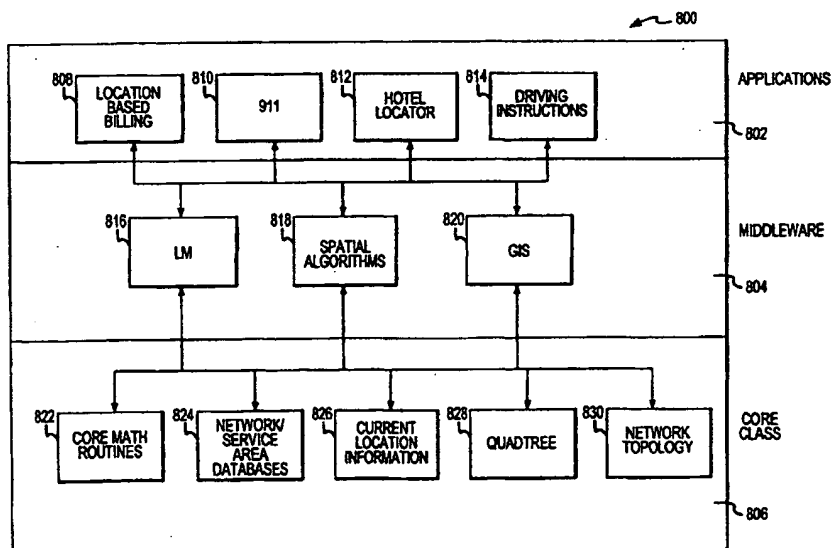 800
808
LOCATION
BASED
BILLING
810
911
812
HOTEL
LOCATOR
814
DRIVING
INSTRUCTIONS
APPLICATIONS
802
816
LM
818
SPATIAL
ALGORITHMS
820
GIS
MIDDLEWARE
804
822
CORE MATH
ROUTINES
824
NETWORK/
SERVICE
AREA
DATABASES
826
CURRENT
LOCATION
INFORMATION
828
QUADTREE
830
NETWORK
TOPOLOGY
CORE
CLASS
806